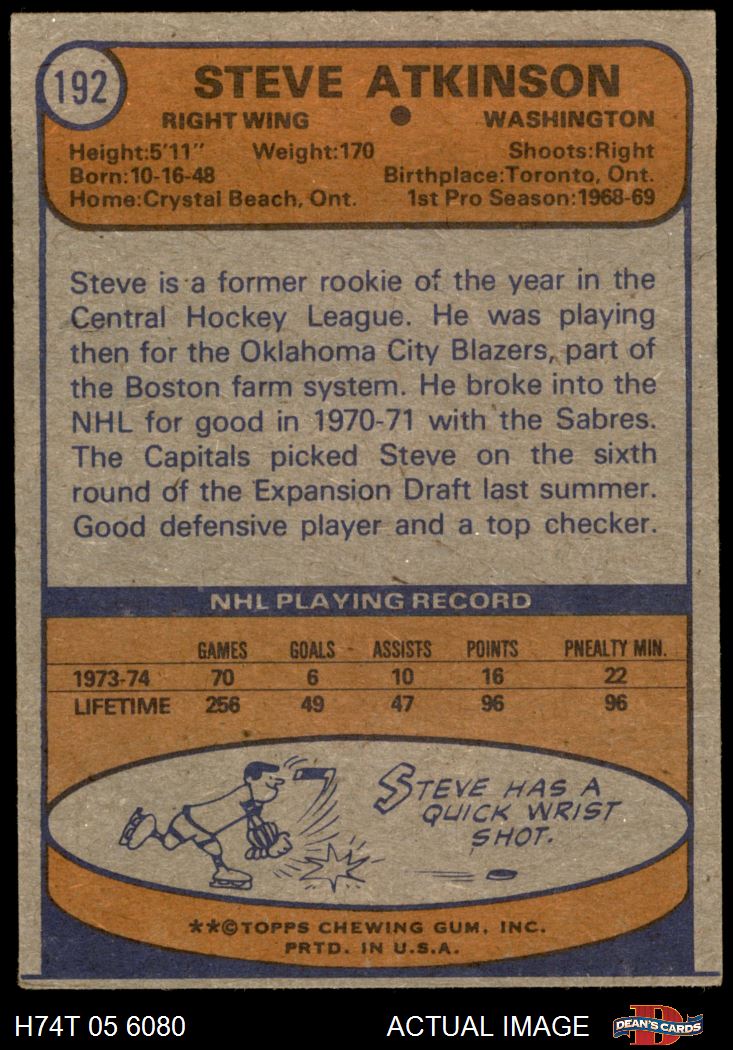 192
STEVE ATKINSON
RIGHT WING ● WASHINGTON
Height:5'11" Weight:170 Shoots:Right
Born:10-16-48 Birthplace:Toronto, Ont.
Home:Crystal Beach, Ont. 1st Pro Season:1968-69
Steve is a former rookie of the year in the
Central Hockey League. He was playing
then for the Oklahoma City Blazers, part of
the Boston farm system. He broke into the
NHL for good in 1970-71 with the Sabres.
The Capitals picked Steve on the sixth
round of the Expansion Draft last summer.
Good defensive player and a top checker.
NHL PLAYING RECORD
GAMES GOALS ASSISTS POINTS PNEALTY MIN.
1973-74 70 6 10 16 22
LIFETIME 256 49 47 96 96
STEVE HAS A
QUICK WRIST
SHOT.
**©TOPPS CHEWING GUM, INC.
PRTD. IN U.S.A.
H74T 05 6080 ACTUAL IMAGE D DEAN'S CARDS